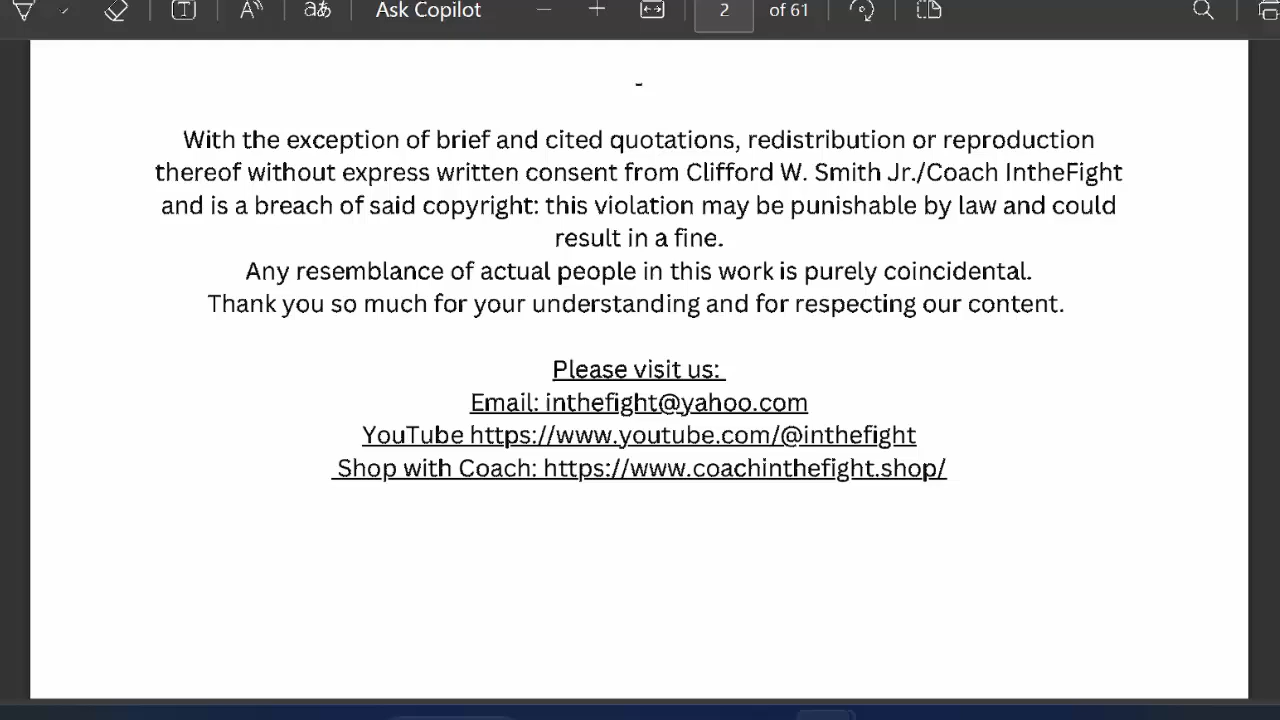 Ask Copilot
2
of 61
-
With the exception of brief and cited quotations, redistribution or reproduction
thereof without express written consent from Clifford W. Smith Jr./Coach IntheFight
and is a breach of said copyright: this violation may be punishable by law and could
result in a fine.
Any resemblance of actual people in this work is purely coincidental.
Thank you so much for your understanding and for respecting our content.
Please visit us:
Email: inthefight@yahoo.com
YouTube https://www.youtube.com/@inthefight
Shop with Coach: https://www.coachinthefight.shop/